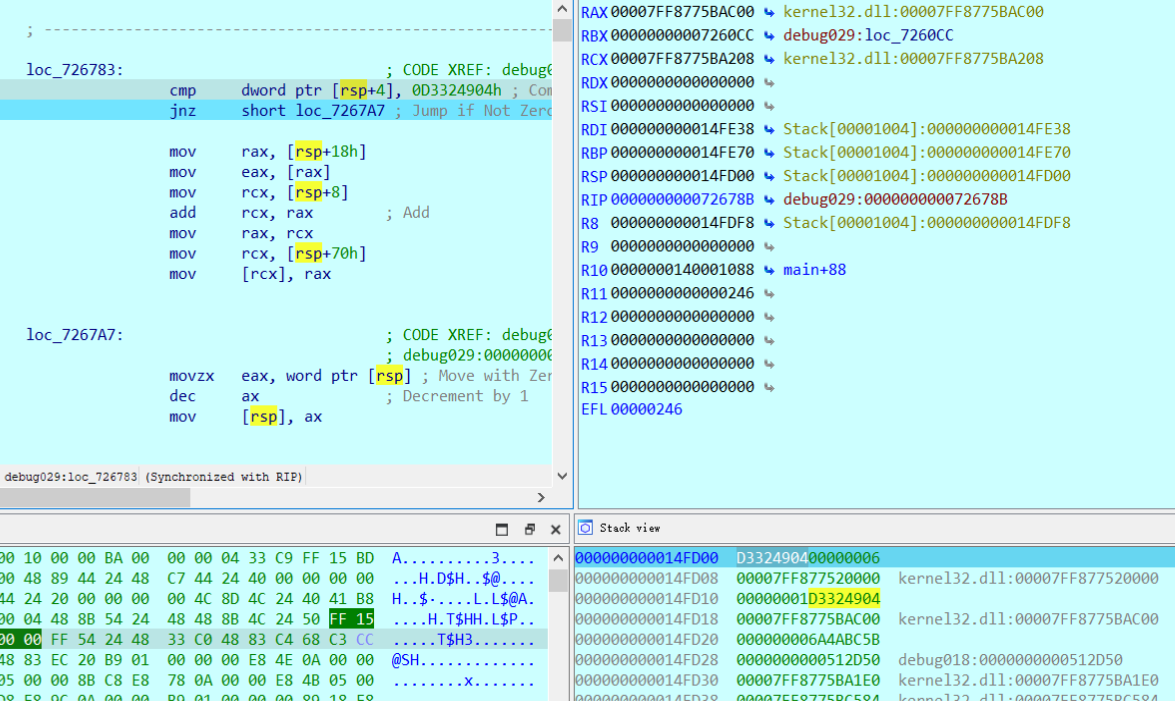 ; ------------------------------------------------------
loc_726783: ; CODE XREF: debug0
cmp dword ptr [rsp+4], 0D3324904h ; Com
jnz short loc_7267A7 ; Jump if Not Zero
mov rax, [rsp+18h]
mov eax, [rax]
mov rcx, [rsp+8]
add rcx, rax ; Add
mov rax, rcx
mov rcx, [rsp+70h]
mov [rcx], rax
loc_7267A7: ; CODE XREF: debug0
; debug029:00000000
movzx eax, word ptr [rsp] ; Move with Zer
dec ax ; Decrement by 1
mov [rsp], ax
debug029:loc_726783 (Synchronized with RIP)
RAX 00007FF8775BAC00 kernel32.dll:00007FF8775BAC00
RBX 00000000007260CC debug029:loc_7260CC
RCX 00007FF8775BA208 kernel32.dll:00007FF8775BA208
RDX 0000000000000000
RSI 0000000000000000
RDI 000000000014FE38 Stack[00001004]:000000000014FE38
RBP 000000000014FE70 Stack[00001004]:000000000014FE70
RSP 000000000014FD00 Stack[00001004]:000000000014FD00
RIP 000000000072678B debug029:000000000072678B
R8 000000000014FDF8 Stack[00001004]:000000000014FDF8
R9 0000000000000000
R10 0000000140001088 main+88
R11 0000000000000246
R12 0000000000000000
R13 0000000000000000
R14 0000000000000000
R15 0000000000000000
EFL 00000246
00 10 00 00 BA 00 00 00 04 33 C9 FF 15 BD A..........3....
00 48 89 44 24 48 C7 44 24 40 00 00 00 00 ...H.D$H..$@....
44 24 20 00 00 00 00 4C 8D 4C 24 40 41 B8 H..$·....L.L$@A.
00 04 48 8B 54 24 48 48 8B 4C 24 50 FF 15 ....H.T$HH.L$P..
00 00 FF 54 24 48 33 C0 48 83 C4 68 C3 CC .....T$H3.......
48 83 EC 20 B9 01 00 00 00 E8 4E 0A 00 00 @SH.............
05 00 00 8B C8 E8 78 0A 00 00 E8 4B 05 00 ........x.......
Stack view
000000000014FD00 D332490400000006
000000000014FD08 00007FF877520000 kernel32.dll:00007FF877520000
000000000014FD10 00000001D3324904
000000000014FD18 00007FF8775BAC00 kernel32.dll:00007FF8775BAC00
000000000014FD20 000000006A4ABC5B
000000000014FD28 0000000000512D50 debug018:0000000000512D50
000000000014FD30 00007FF8775BA1E0 kernel32.dll:00007FF8775BA1E0